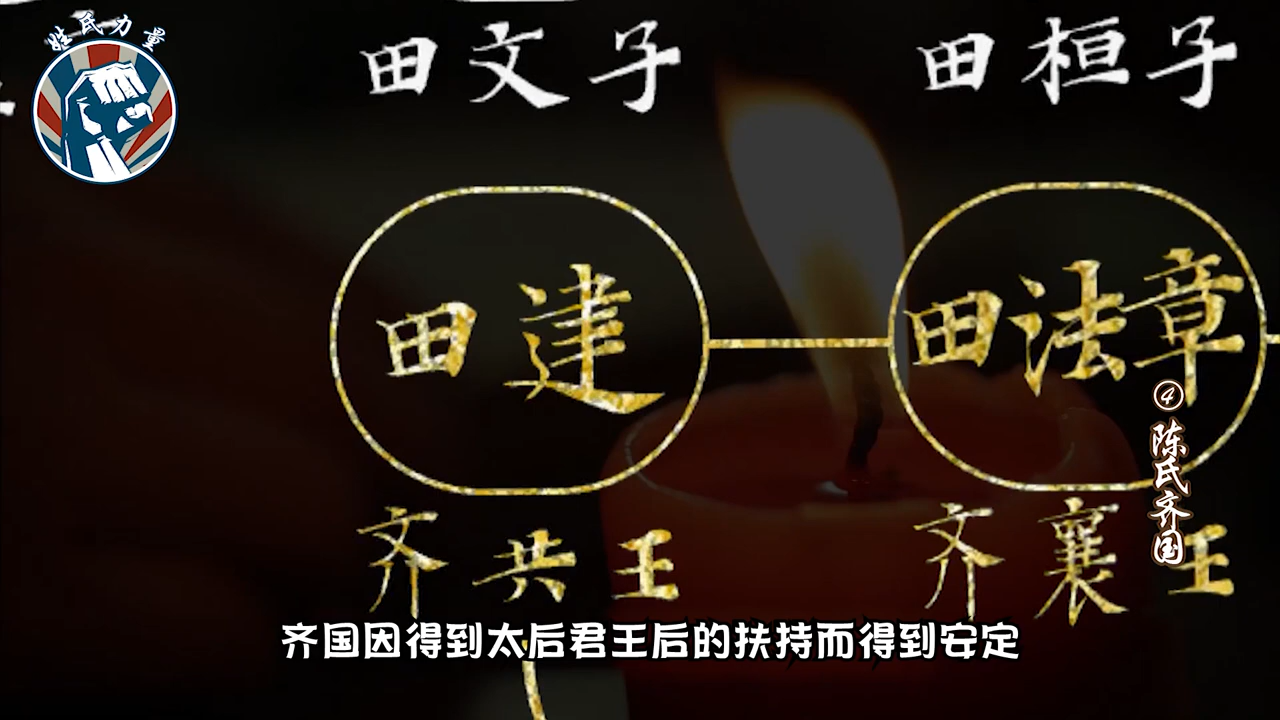 姓氏力量
田文子
田桓子
田建
田法章
④陈氏齐国
齐共王
齐襄王
齐国因得到太后君王后的扶持而得到安定